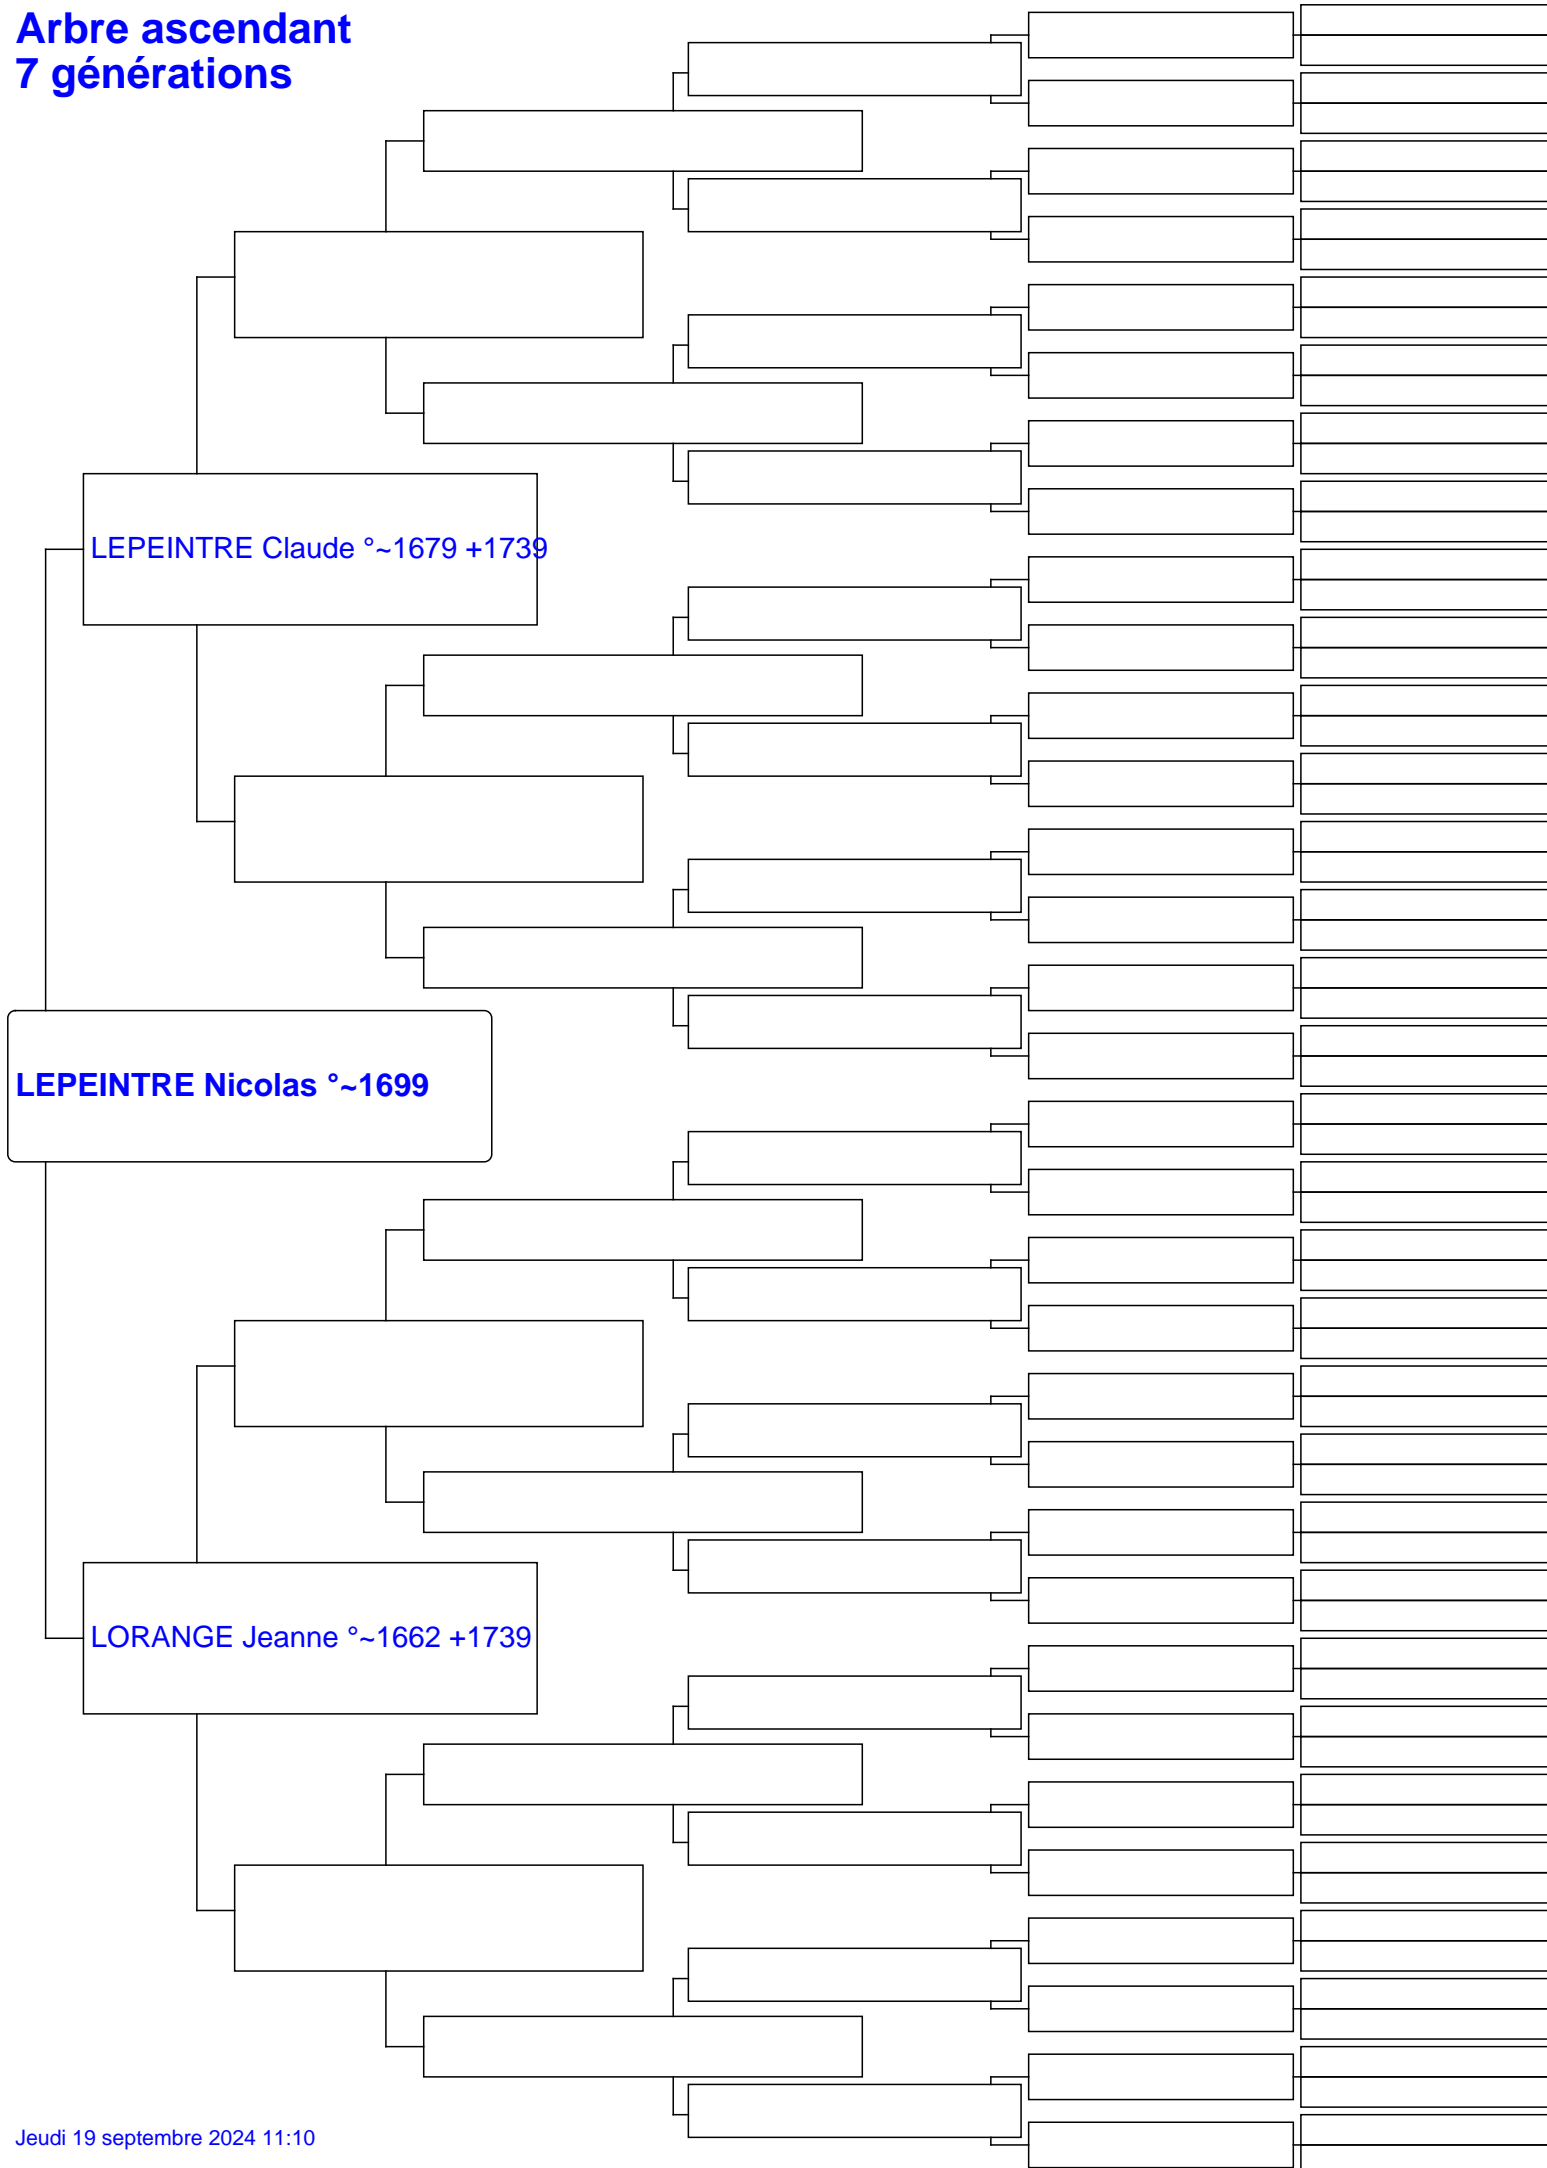 Arbre ascendant
7 générations
LEPEINTRE Claude °~1679 +1739
LEPEINTRE Nicolas °~1699
LORANGE Jeanne °~1662 +1739
Jeudi 19 septembre 2024 11:10